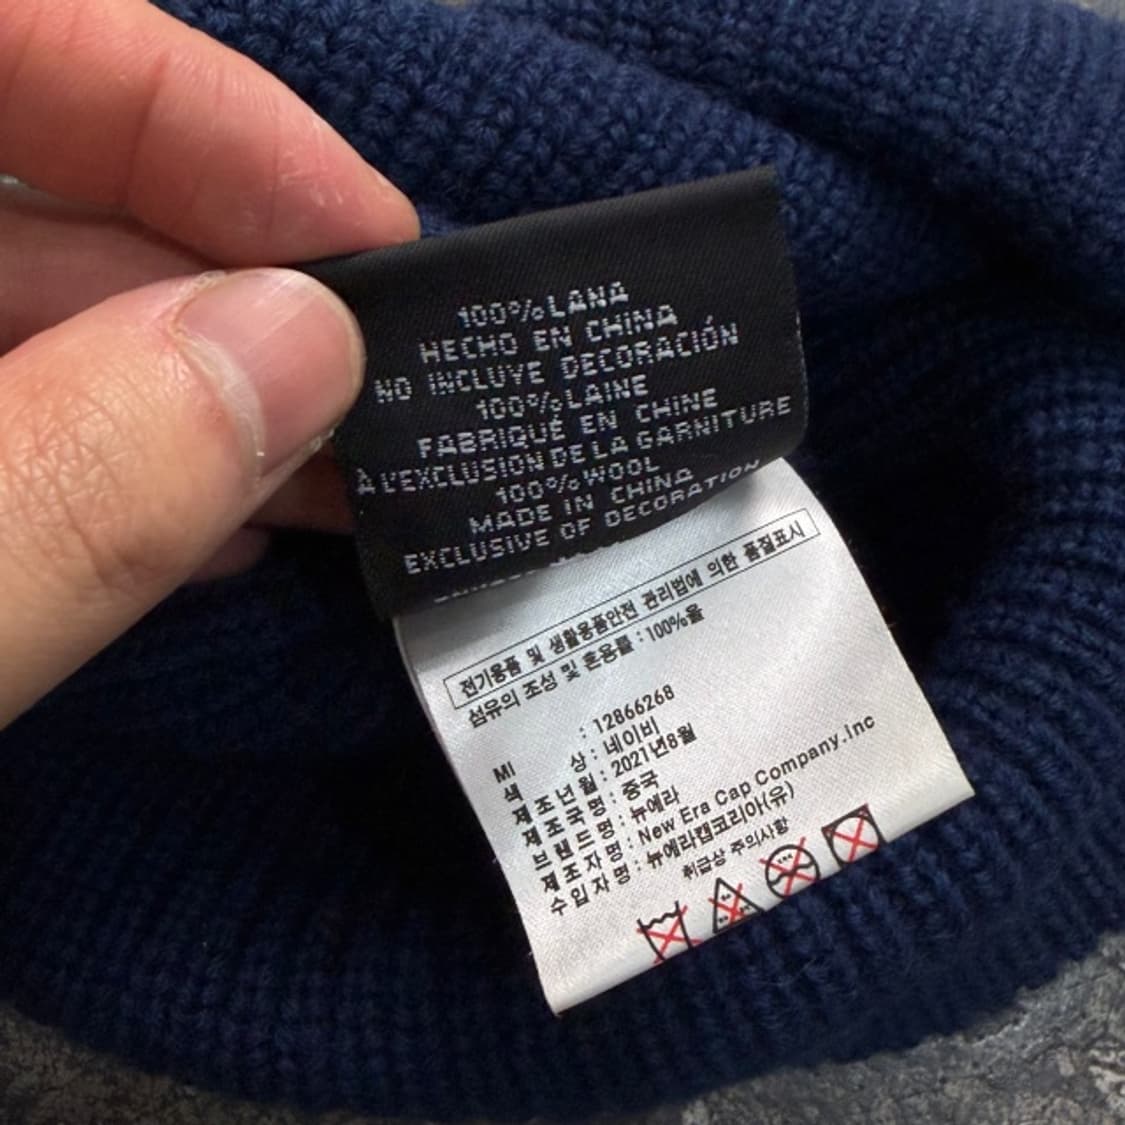 100% LANA
HECHO EN CHINA
NO INCLUYE DECORACIÓN
100% LAINE
FABRIQUÉ EN CHINE
À L'EXCLUSION DE LA GARNITURE
100% WOOL
MADE IN CHINA
EXCLUSIVE OF DECORATION
전기용품 및 생활용품안전 관리법에 의한 품질표시
섬유의 조성 및 혼용률 : 100%울
MI : 12866268
색 상 : 네이비
제조년월 : 2021년8월
제조국명 : 중국
브랜드명 : 뉴에라
제조자명 : New Era Cap Company.Inc
수입자명 : 뉴에라캡코리아(유)
취급상 주의사항